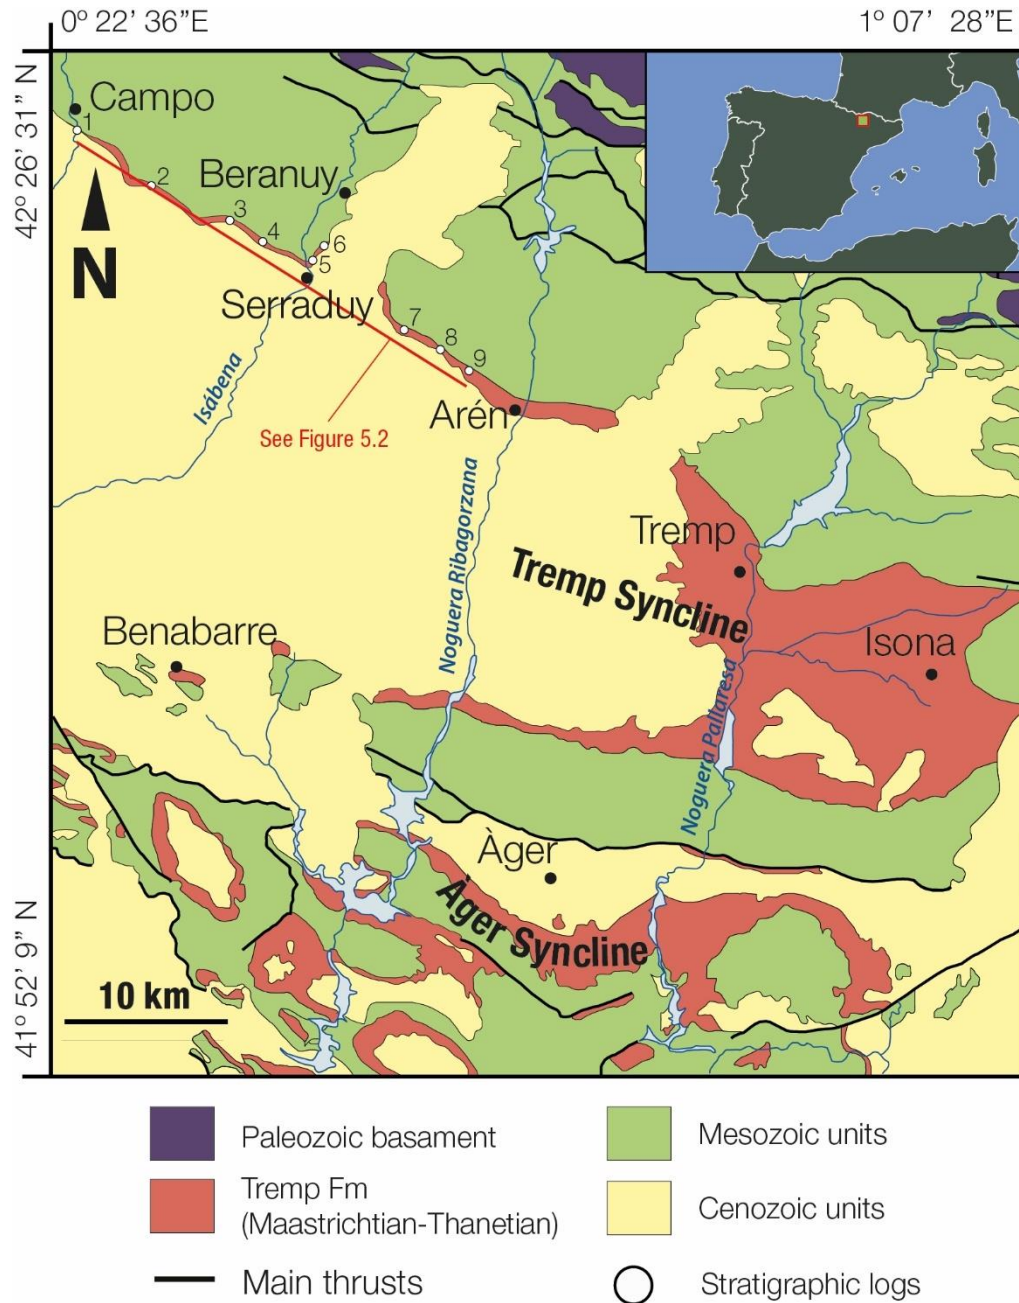 0º 22’ 36”E
1º 07’ 28”E
42º 26’ 31” N
Campo
1
2
Beranuy
3
4
6
5
N
Serraduy
7
8
9
Isábena
Arén
See Figure 5.2
Noguera Ribagorzana
Tremp
Tremp Syncline
Benabarre
Isona
Noguera Pallaresa
Àger
Àger Syncline
41º 52’ 9” N
10 km
Paleozoic basament
Mesozoic units
Tremp Fm
(Maastrichtian-Thanetian)
Cenozoic units
Main thrusts
Stratigraphic logs